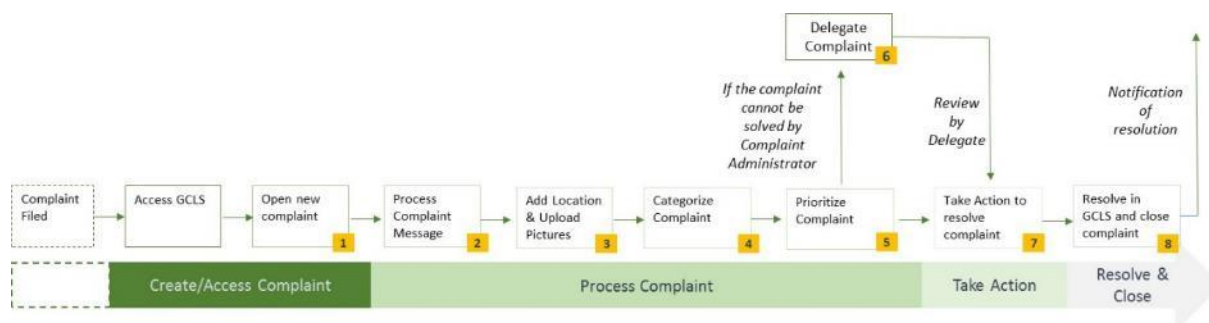 Delegate
Complaint
6
If the complaint
cannot be
solved by
Complaint
Administrator
Review
by
Delegate
Notification
of
resolution
Complaint
Filed
Access GCLS
Open new
complaint
1
Process
Complaint
Message
2
Add Location
& Upload
Pictures
3
Categorize
Complaint
4
Prioritize
Complaint
5
Take Action to
resolve
complaint
7
Resolve in
GCLS and close
complaint
8
Create/Access Complaint
Process Complaint
Take Action
Resolve &
Close